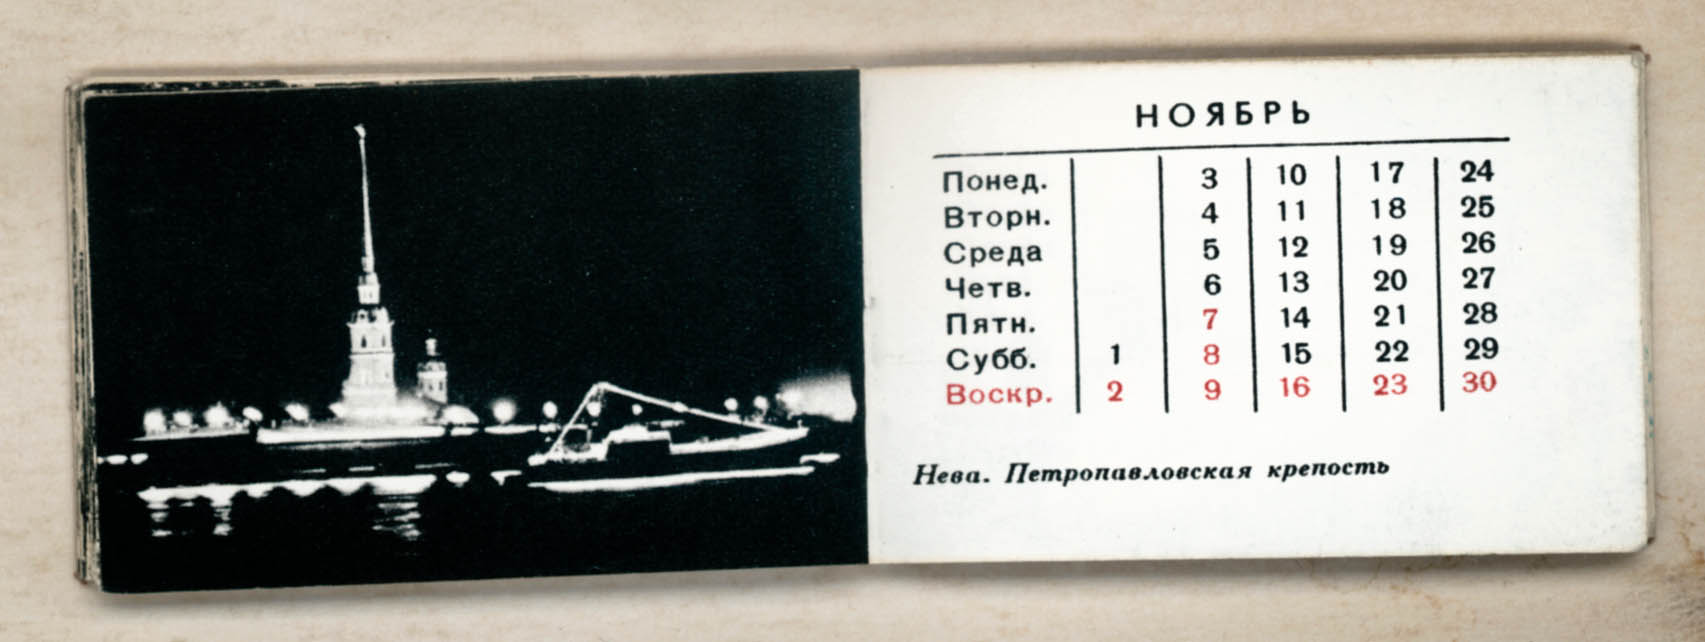 НОЯБРЬ
Понед. 3 10 17 24
Вторн. 4 11 18 25
Среда 5 12 19 26
Четв. 6 13 20 27
Пятн. 7 14 21 28
Субб. 1 8 15 22 29
Воскр. 2 9 16 23 30
Нева. Петропавловская крепость